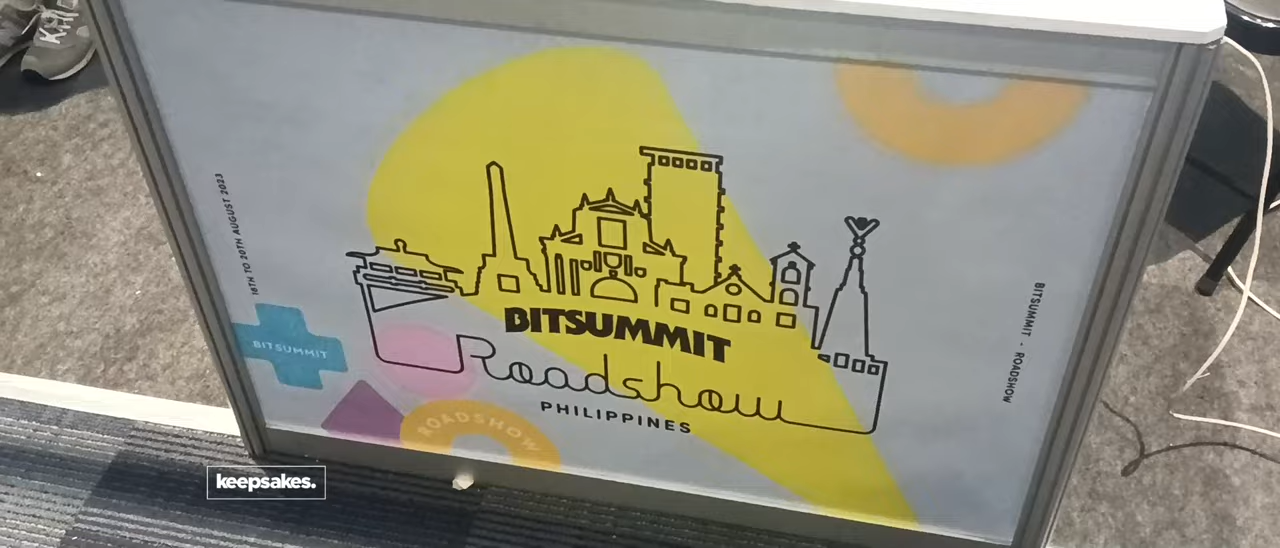 18TH TO 20TH AUGUST 2023
BITSUMMIT
ROADSHOW
BITSUMMIT
Roadshow
PHILIPPINES
BITSUMMIT - ROADSHOW
keepsakes.